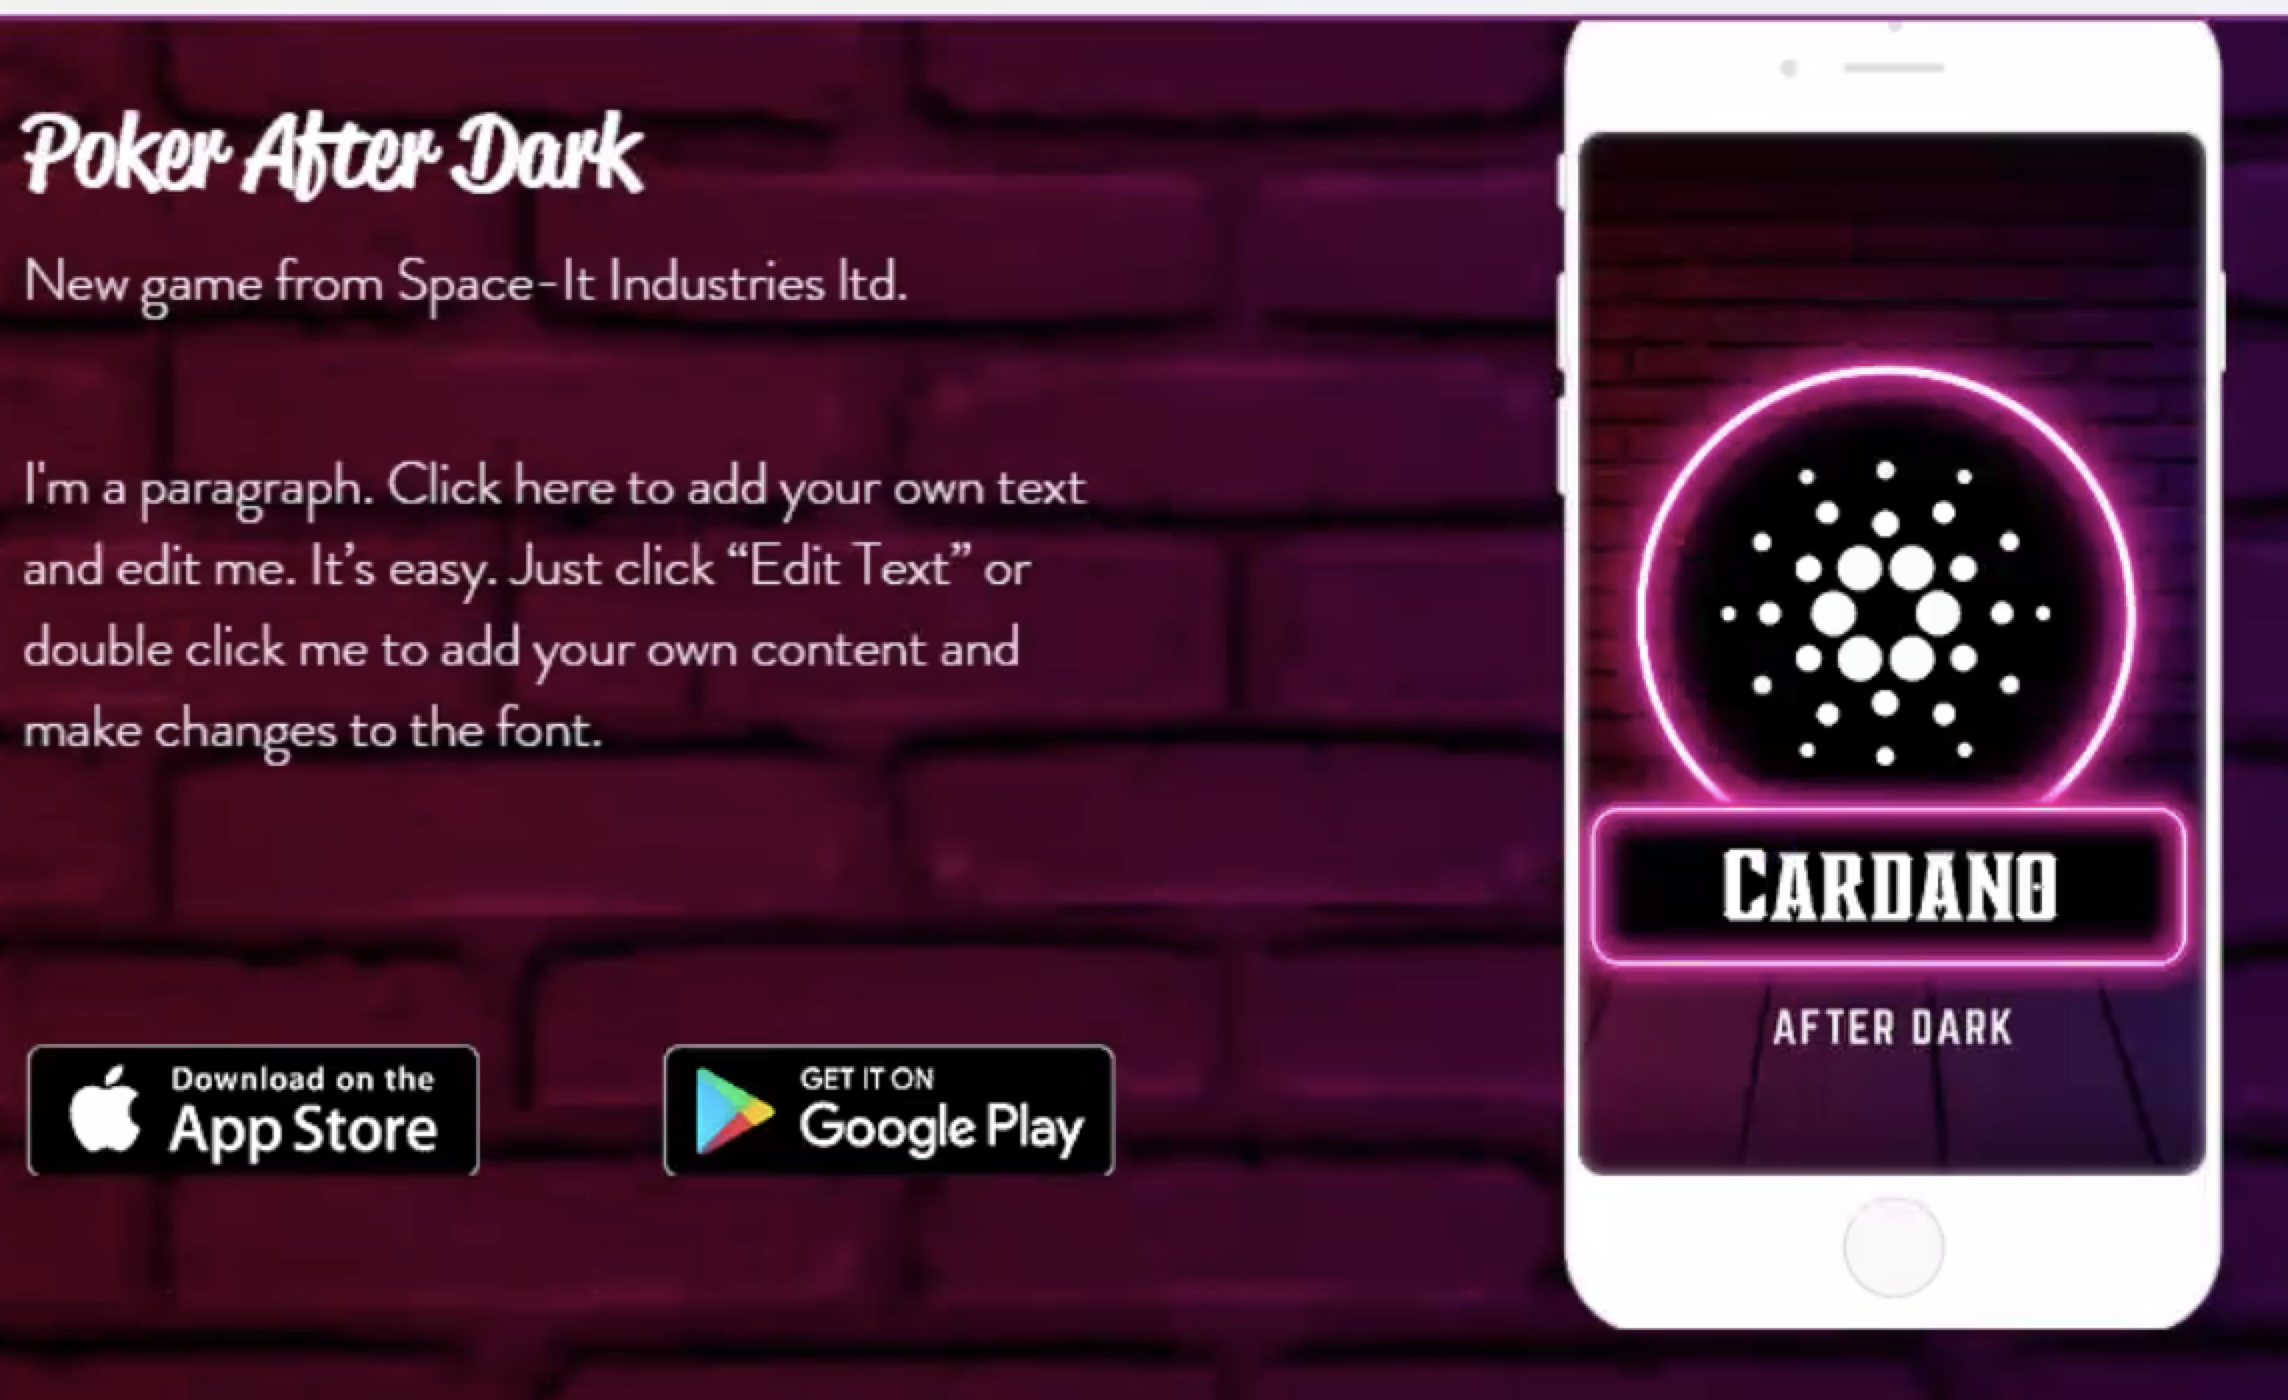 Poker After Dark
New game from Space-It Industries ltd.
I'm a paragraph. Click here to add your own text
and edit me. It’s easy. Just click “Edit Text” or
double click me to add your own content and
make changes to the font.
Download on the
App Store
GET IT ON
Google Play
CARDANO
AFTER DARK